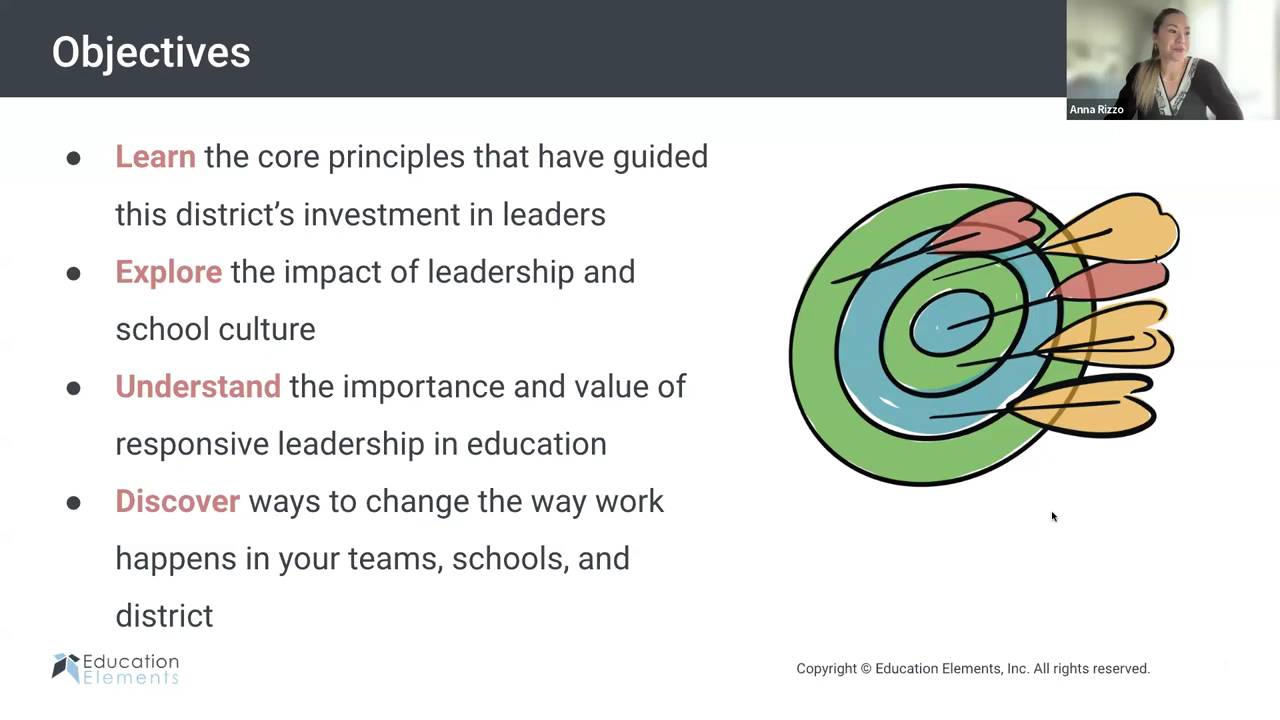 Objectives
Anna Rizzo
● Learn the core principles that have guided
this district's investment in leaders
● Explore the impact of leadership and
school culture
● Understand the importance and value of
responsive leadership in education
● Discover ways to change the way work
happens in your teams, schools, and
district
Education
Elements
Copyright © Education Elements, Inc. All rights reserved.